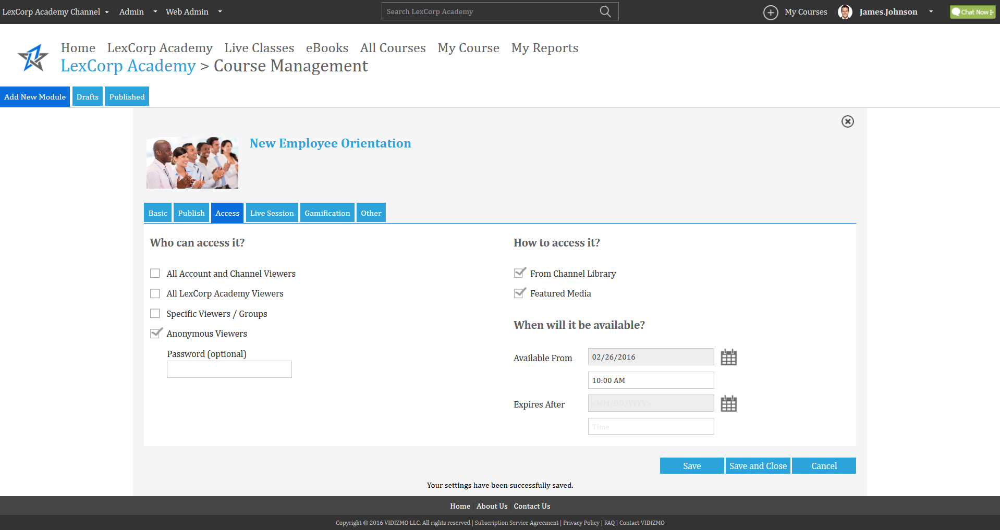 LexCorp Academy Channel Admin Web Admin Search LexCorp Academy My Courses James.Johnson Chat Now
Home LexCorp Academy Live Classes eBooks All Courses My Course My Reports
LexCorp Academy > Course Management
Add New Module Drafts Published
New Employee Orientation
Basic Publish Access Live Session Gamification Other
Who can access it?
All Account and Channel Viewers
All LexCorp Academy Viewers
Specific Viewers / Groups
Anonymous Viewers
Password (optional)
How to access it?
From Channel Library
Featured Media
When will it be available?
Available From 02/26/2016
10:00 AM
Expires After <MM/DD/YYYY>
Time
Save Save and Close Cancel
Your settings have been successfully saved.
Home About Us Contact Us
Copyright © 2016 VIDIZMO LLC. All rights reserved | Subscription Service Agreement | Privacy Policy | FAQ | Contact VIDIZMO